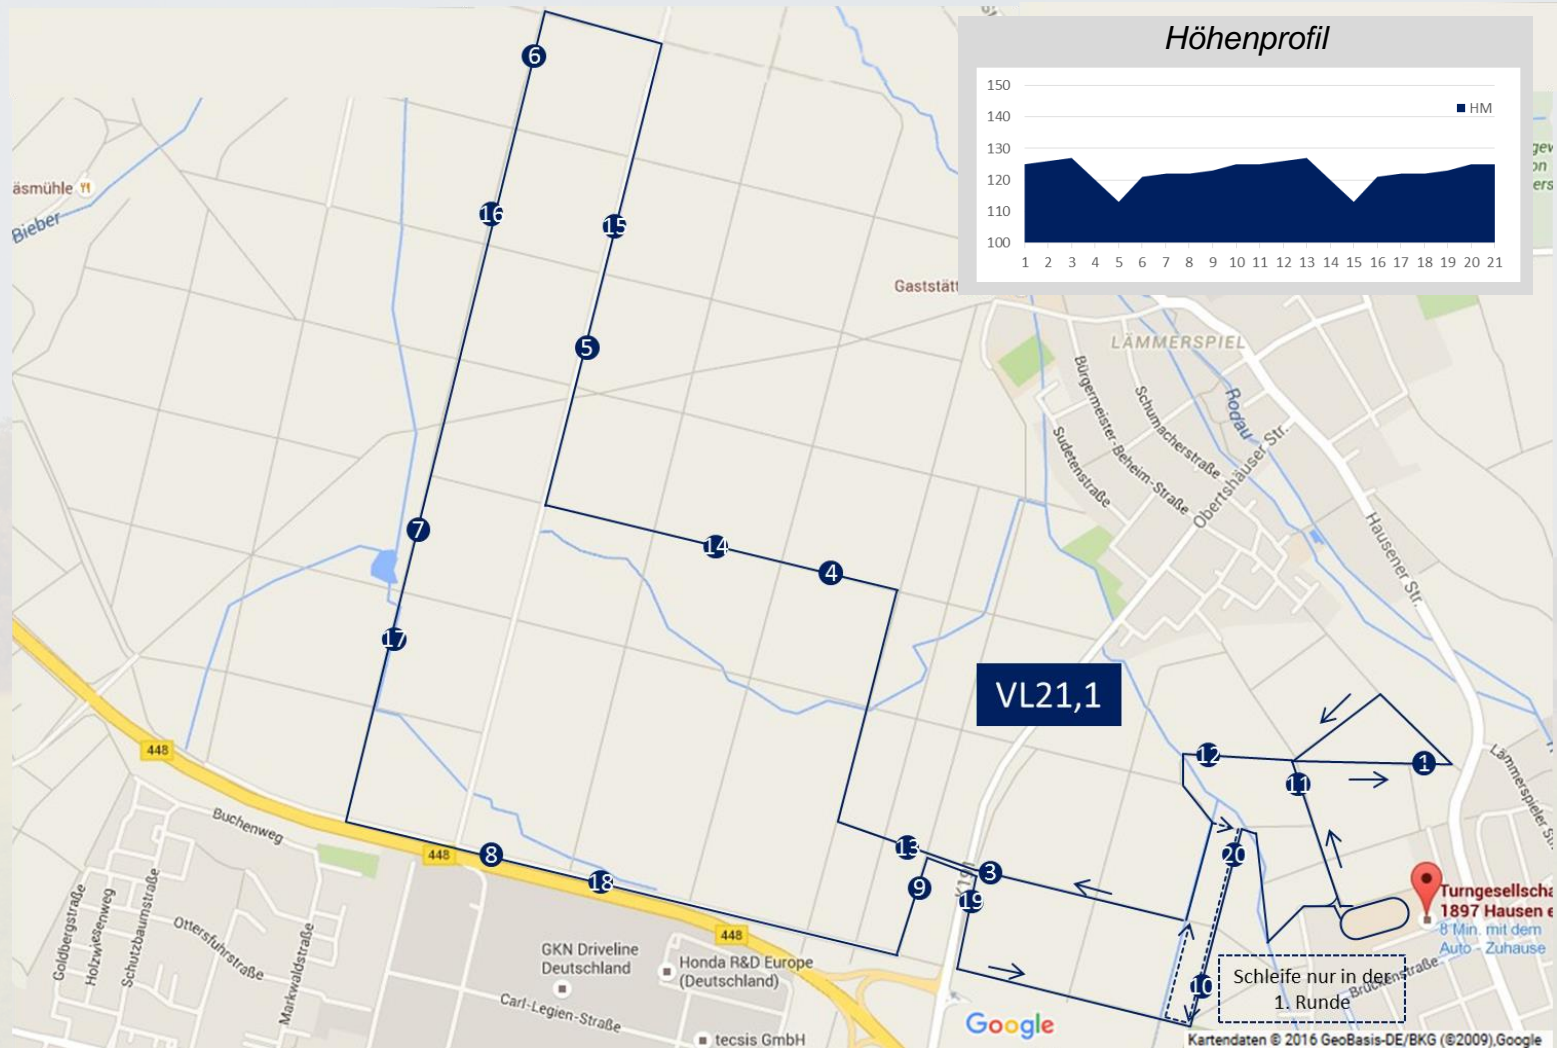 Höhenprofil
150
140
130
120
110
100
HM
1 2 3 4 5 6 7 8 9 10 11 12 13 14 15 16 17 18 19 20 21
6
16
15
5
7
14
4
17
8
18
13
3
9
19
12
1
11
20
10
Bieber
Gaststätt
LÄMMERSPIEL
Rodau
Bürgermeister-Beheim-Straße
Schumacherstraße
Sudetenstraße
Obertshäuser Str.
Hausener Str.
Lämmerspieler St
VL21,1
448
448
448
Buchenweg
Goldbergstraße
Holzwiesenweg
Schutzbaumstraße
Ottersfuhrstraße
Markwaldstraße
GKN Driveline
Deutschland
Honda R&D Europe
(Deutschland)
Carl-Legien-Straße
tecsis GmbH
Turngesellscha
1897 Hausen e
8 Min. mit dem
Auto - Zuhause
Brückenstraße
Schleife nur in der
1. Runde
Google
Kartendaten © 2016 GeoBasis-DE/BKG (©2009),Google